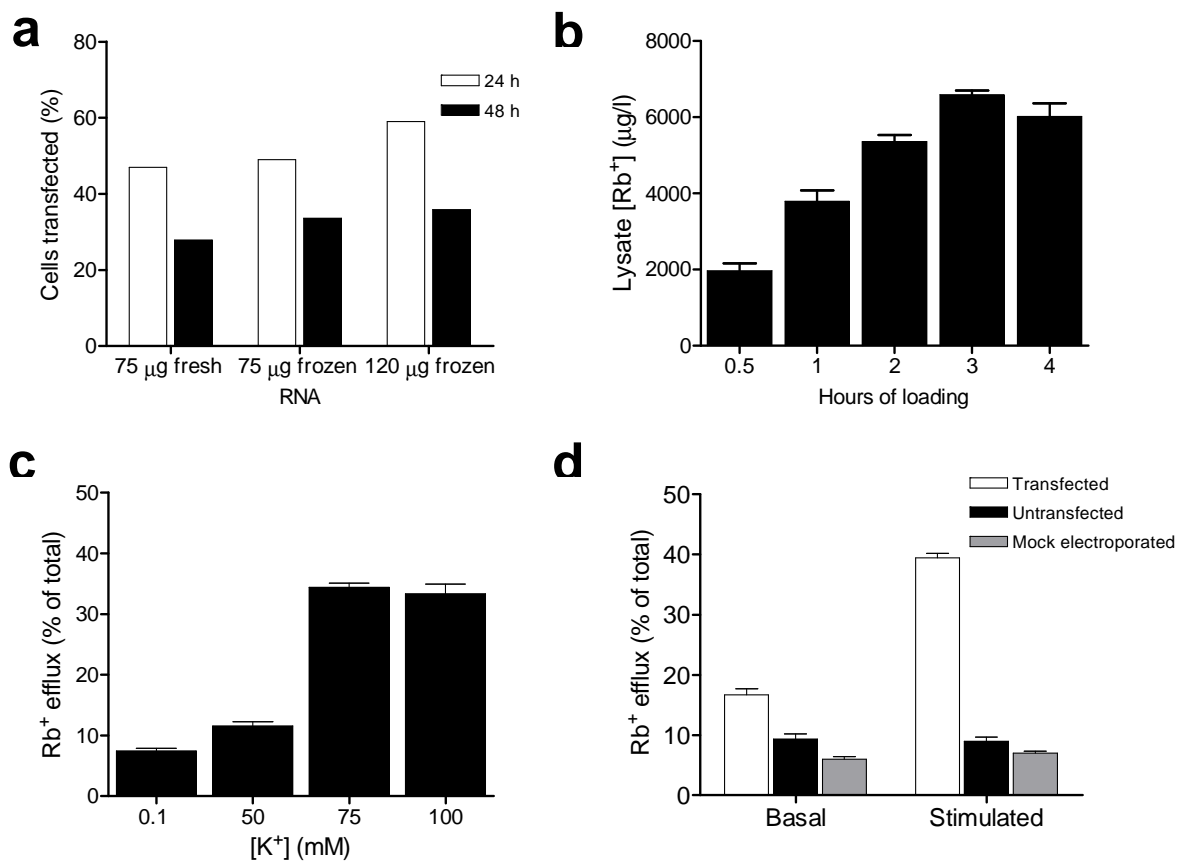 a
Cells transfected (%)
80
60
40
20
0
24 h
48 h
75 μg fresh 75 μg frozen 120 μg frozen
RNA
b
Lysate [Rb⁺] (μg/l)
8000
6000
4000
2000
0
0.5 1 2 3 4
Hours of loading
c
Rb⁺ efflux (% of total)
50
40
30
20
10
0
0.1 50 75 100
[K⁺] (mM)
d
Rb⁺ efflux (% of total)
50
40
30
20
10
0
Transfected
Untransfected
Mock electroporated
Basal Stimulated